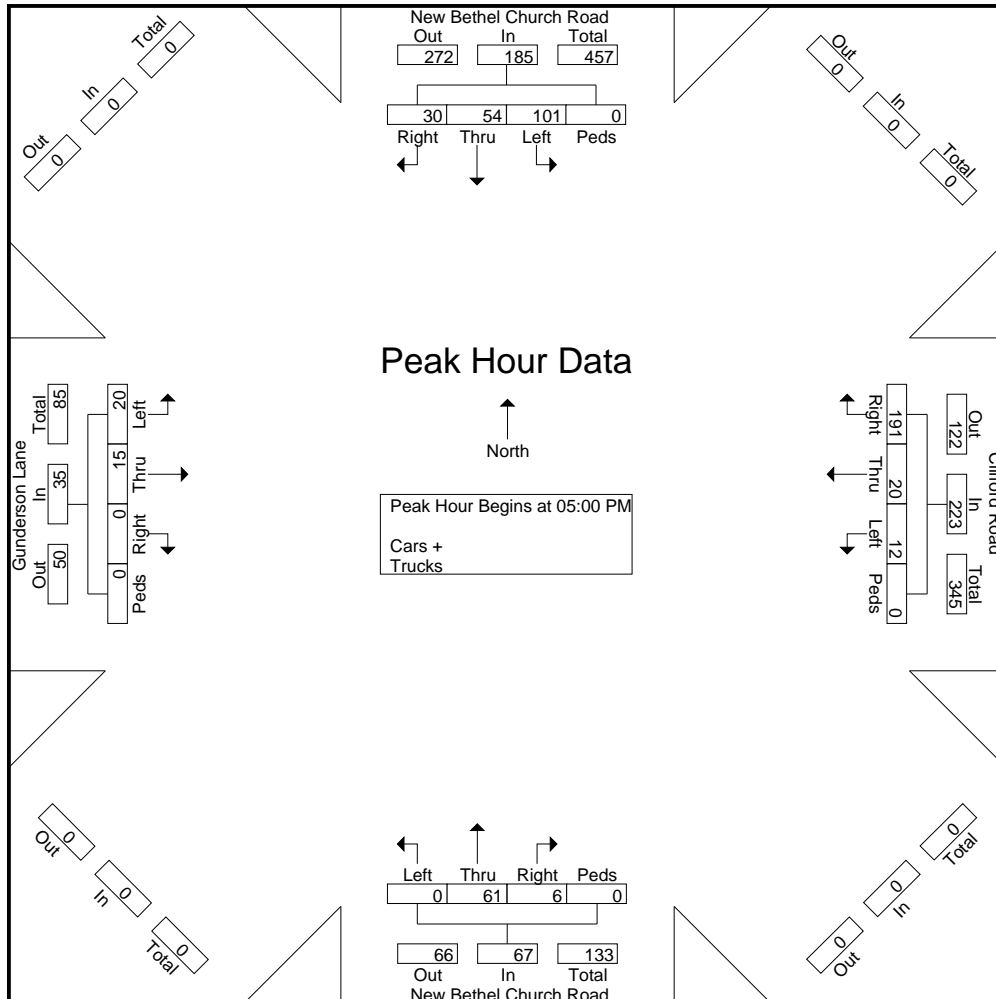 New Bethel Church Road
Out In Total
272 185 457
30 54 101 0
Right Thru Left Peds
Out 0
In 0
Total 0
Out 0
In 0
Total 0
Peak Hour Data
North
Peak Hour Begins at 05:00 PM
Cars +
Trucks
Gunderson Lane
Out In Total
50 35 85
20 15 0 0
Left Thru Right Peds
Right Thru Left Peds
191 20 12 0
Out In Total
122 223 345
Road
Out 0
In 0
Total 0
Total 0
In 0
Out 0
Left Thru Right Peds
0 61 6 0
66 67 133
Out In Total
New Bethel Church Road